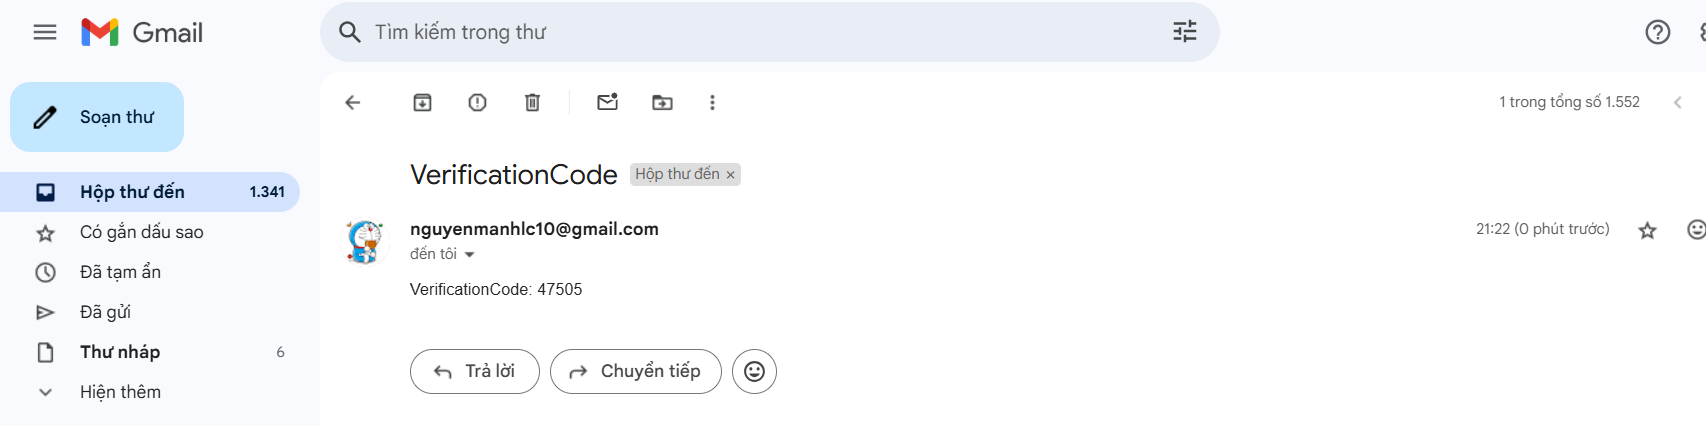 Gmail
Tìm kiếm trong thư
Soạn thư
1 trong tổng số 1.552
VerificationCode Hộp thư đến ×
Hộp thư đến 1.341
nguyenmanhlc10@gmail.com 21:22 (0 phút trước)
Có gắn dấu sao
đến tôi
Đã tạm ẩn
VerificationCode: 47505
Đã gửi
Thư nháp 6
Trả lời Chuyển tiếp
Hiện thêm